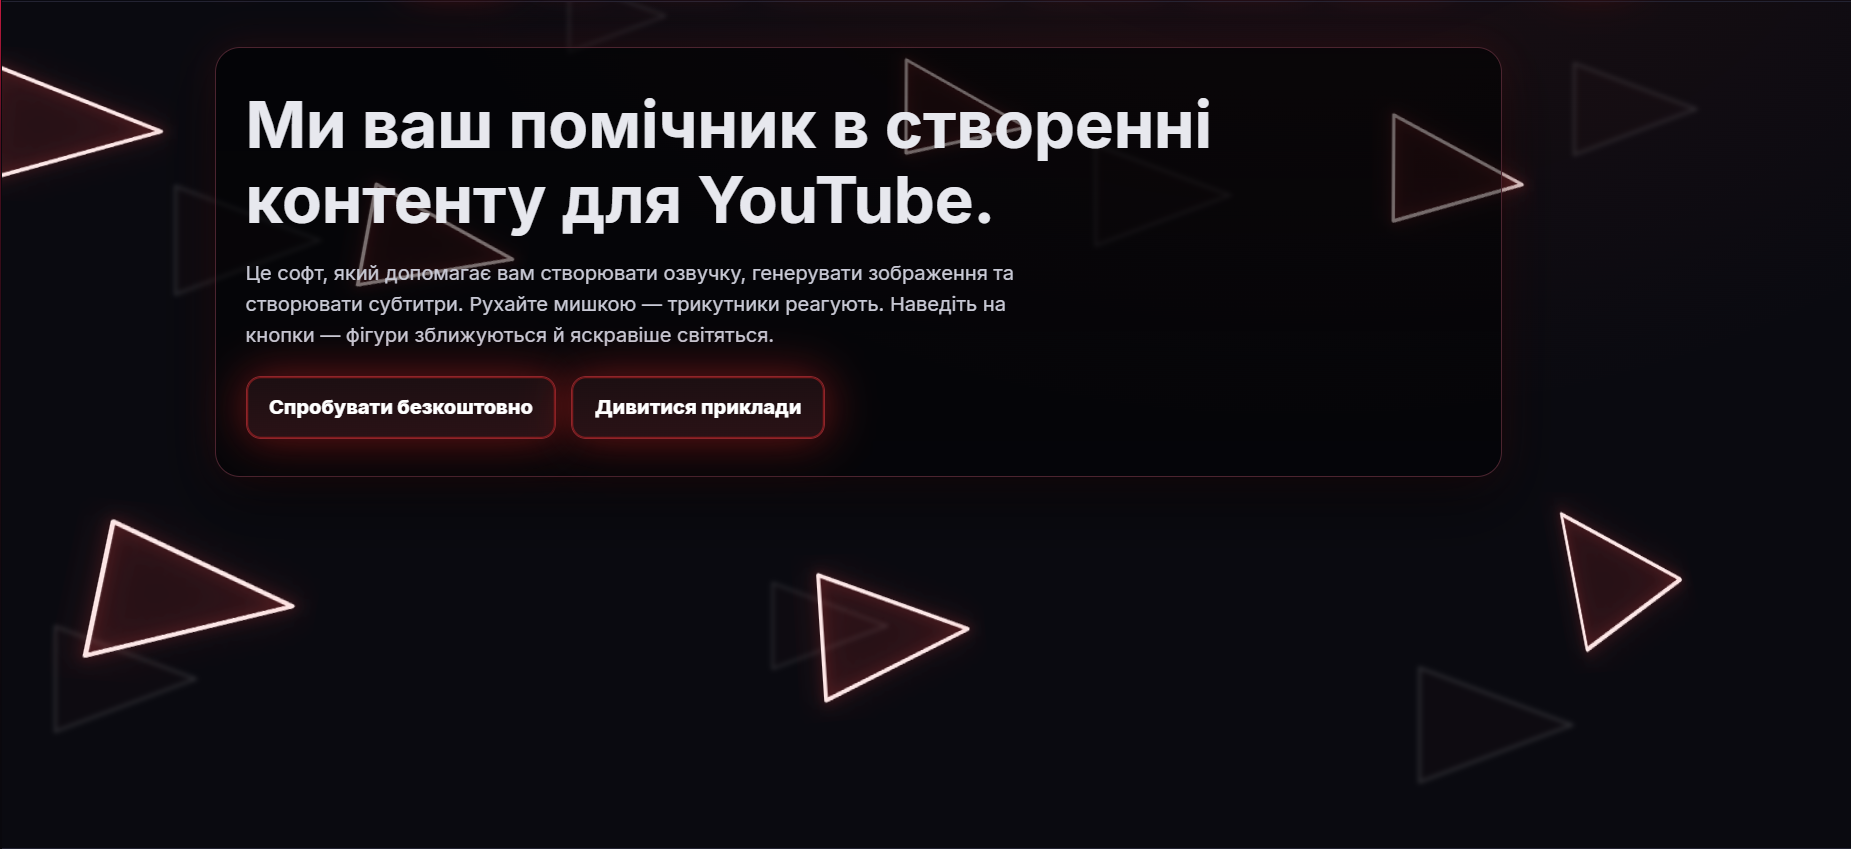 Ми ваш помічник в створенні
контенту для YouTube.
Це софт, який допомагає вам створювати озвучку, генерувати зображення та
створювати субтитри. Рухайте мишкою — трикутники реагують. Наведіть на
кнопки — фігури зближуються й яскравіше світяться.
Спробувати безкоштовно
Дивитися приклади